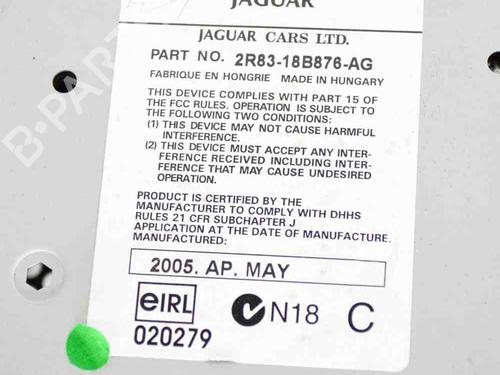 JAGUAR
JAGUAR CARS LTD.
PART NO. 2R83-18B876-AG
FABRIQUE EN HONGRIE MADE IN HUNGARY
THIS DEVICE COMPLIES WITH PART 15 OF
THE FCC RULES. OPERATION IS SUBJECT TO
THE FOLLOWING TWO CONDITIONS:
(1) THIS DEVICE MAY NOT CAUSE HARMFUL
INTERFERENCE.
(2) THIS DEVICE MUST ACCEPT ANY INTER-
FERENCE RECEIVED INCLUDING INTER-
FERENCE THAT MAY CAUSE UNDESIRED
OPERATION.
PRODUCT IS CERTIFIED BY THE
MANUFACTURER TO COMPLY WITH DHHS
RULES 21 CFR SUBCHAPTER J
APPLICATION AT THE DATE OF MANUFACTURE.
MANUFACTURED:
2005. AP. MAY
eIRL
N18 C
020279
B-PARTS